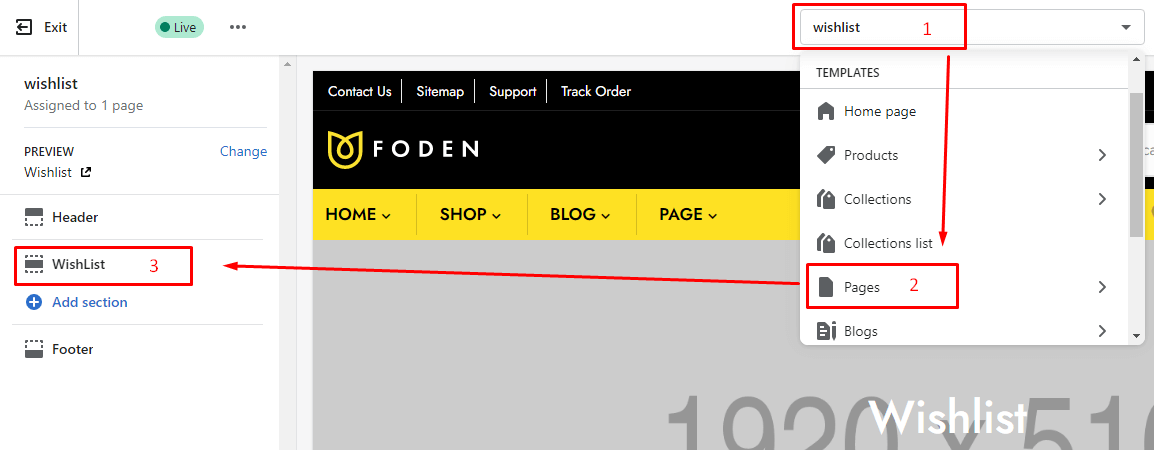 Exit
Live
wishlist 1
wishlist
Assigned to 1 page
PREVIEW
Change
Wishlist
Header
WishList 3
Add section
Footer
Contact Us
Sitemap
Support
Track Order
FODEN
HOME
SHOP
BLOG
PAGE
TEMPLATES
Home page
Products
Collections
Collections list
Pages 2
Blogs
Wishlist
1920 x 516